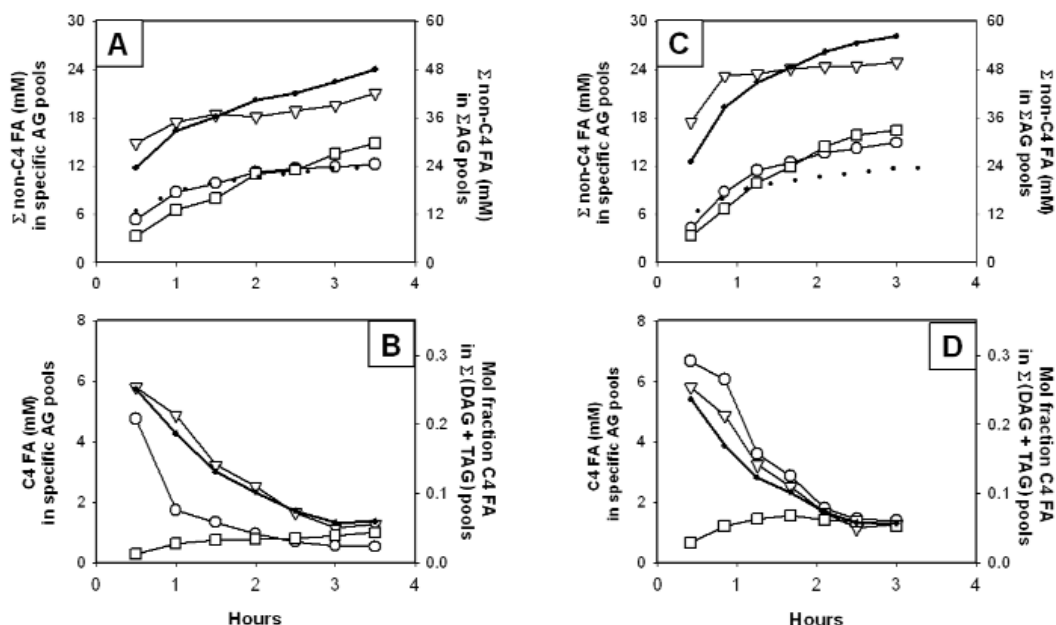 A
Σ non-C4 FA (mM)
in specific AG pools
30
24
18
12
6
0
60
48
36
24
12
0
Σ non-C4 FA (mM)
in ΣAG pools
0 1 2 3 4
C
Σ non-C4 FA (mM)
in specific AG pools
30
24
18
12
6
0
60
48
36
24
12
0
Σ non-C4 FA (mM)
in ΣAG pools
0 1 2 3 4
B
C4 FA (mM)
in specific AG pools
8
6
4
2
0
0.3
0.2
0.1
0.0
Mol fraction C4 FA
in Σ(DAG + TAG) pools
0 1 2 3 4
Hours
D
C4 FA (mM)
in specific AG pools
8
6
4
2
0
0.3
0.2
0.1
0.0
Mol fraction C4 FA
in Σ(DAG + TAG) pools
0 1 2 3 4
Hours